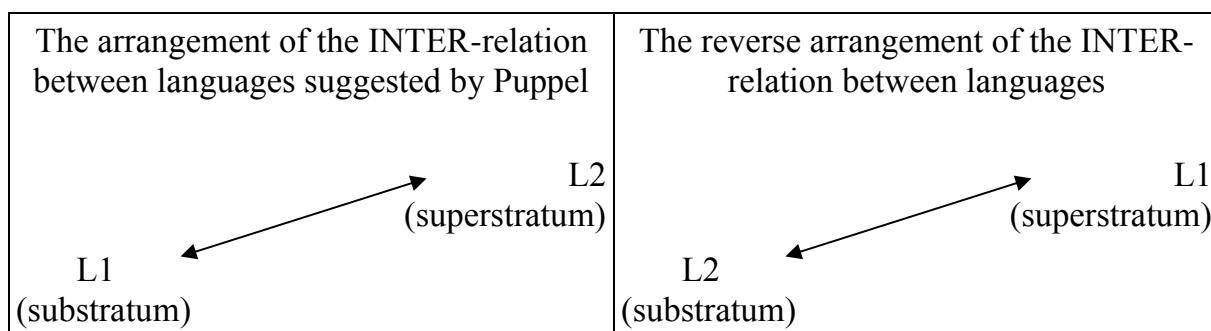 The arrangement of the INTER-relation
between languages suggested by Puppel
L2
(superstratum)
L1
(substratum)
The reverse arrangement of the INTER-
relation between languages
L1
(superstratum)
L2
(substratum)